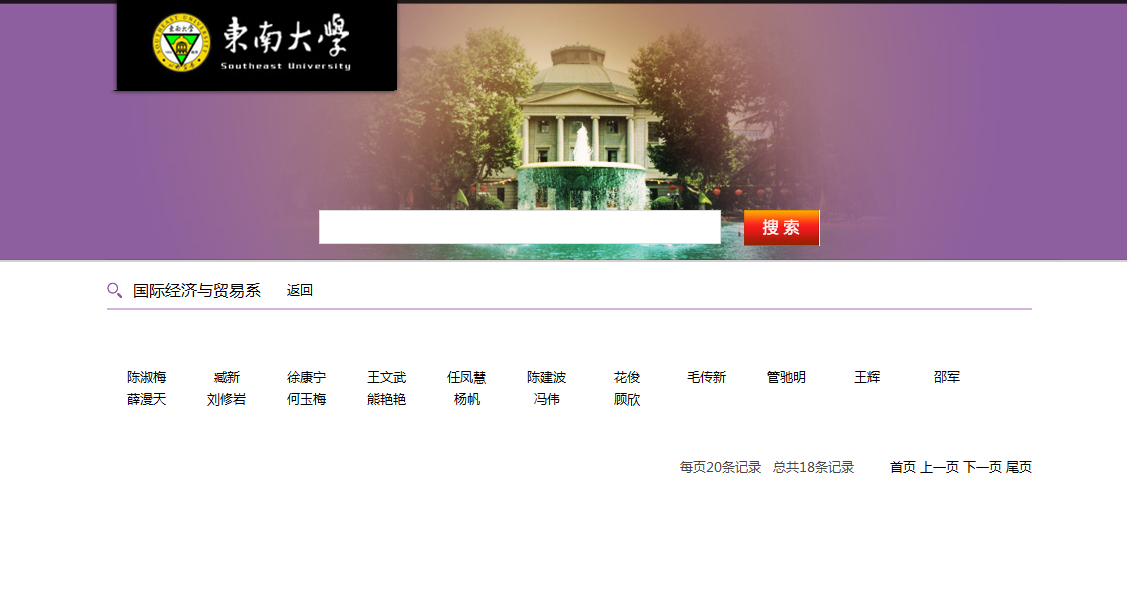 東南大學
Southeast University
搜 索
国际经济与贸易系 返回
陈淑梅 臧新 徐康宁 王文武 任凤慧 陈建波 花俊 毛传新 管驰明 王辉 邵军
薛漫天 刘修岩 何玉梅 熊艳艳 杨帆 冯伟 顾欣
每页20条记录 总共18条记录 首页 上一页 下一页 尾页